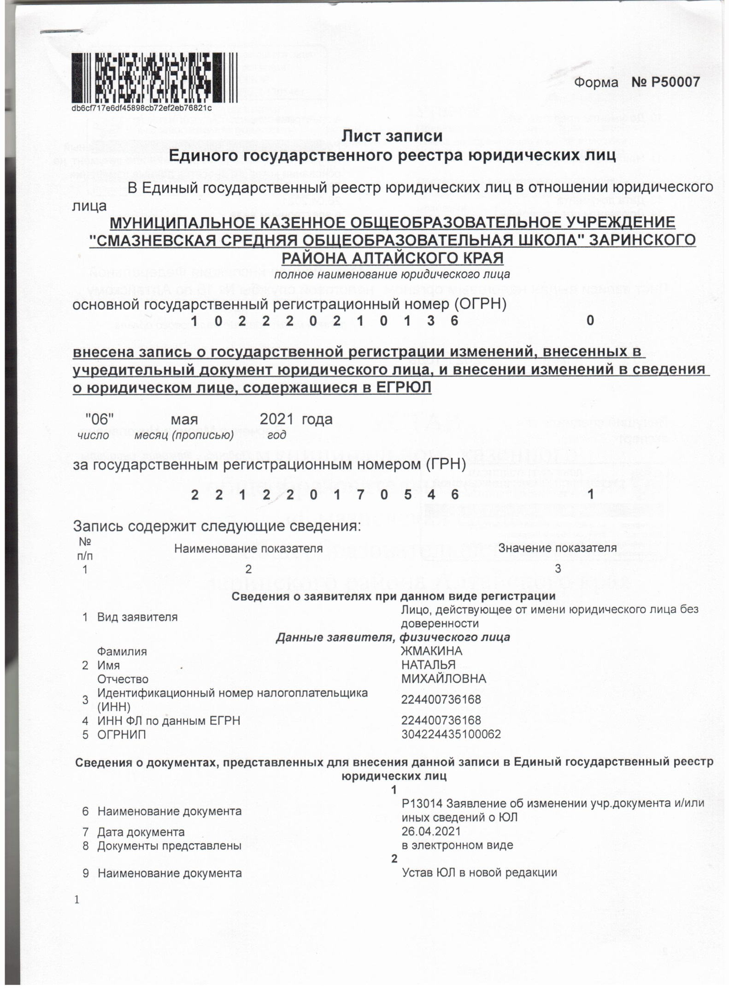 db6cf717e6df45898cb72ef2eb76821c
Форма № Р50007
Лист записи
Единого государственного реестра юридических лиц
В Единый государственный реестр юридических лиц в отношении юридического
лица
МУНИЦИПАЛЬНОЕ КАЗЕННОЕ ОБЩЕОБРАЗОВАТЕЛЬНОЕ УЧРЕЖДЕНИЕ
"СМАЗНЕВСКАЯ СРЕДНЯЯ ОБЩЕОБРАЗОВАТЕЛЬНАЯ ШКОЛА" ЗАРИНСКОГО
РАЙОНА АЛТАЙСКОГО КРАЯ
полное наименование юридического лица
основной государственный регистрационный номер (ОГРН)
1 0 2 2 2 0 2 1 0 1 3 6 0
внесена запись о государственной регистрации изменений, внесенных в
учредительный документ юридического лица, и внесении изменений в сведения
о юридическом лице, содержащиеся в ЕГРЮЛ
"06" мая 2021 года
число месяц (прописью) год
за государственным регистрационным номером (ГРН)
2 2 1 2 2 0 1 7 0 5 4 6 1
Запись содержит следующие сведения:
№
п/п
Наименование показателя Значение показателя
1 2 3
Сведения о заявителях при данном виде регистрации
1 Вид заявителя Лицо, действующее от имени юридического лица без
доверенности
Данные заявителя, физического лица
Фамилия ЖМАКИНА
2 Имя НАТАЛЬЯ
Отчество МИХАЙЛОВНА
3 Идентификационный номер налогоплательщика
(ИНН) 224400736168
4 ИНН ФЛ по данным ЕГРН 224400736168
5 ОГРНИП 304224435100062
Сведения о документах, представленных для внесения данной записи в Единый государственный реестр
юридических лиц
1
6 Наименование документа Р13014 Заявление об изменении учр.документа и/или
иных сведений о ЮЛ
7 Дата документа 26.04.2021
8 Документы представлены в электронном виде
2
9 Наименование документа Устав ЮЛ в новой редакции
1